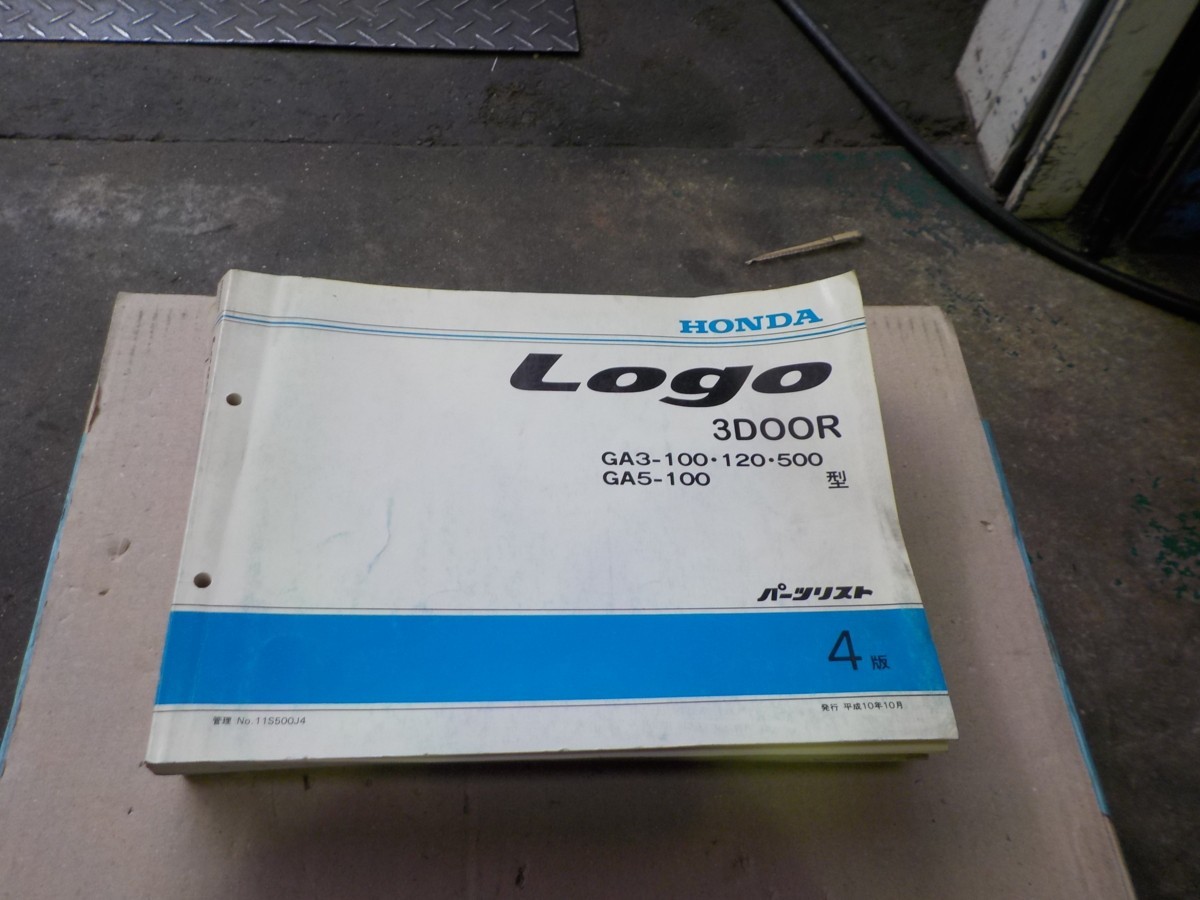 HONDA
Logo
3DOOR
GA3-100・120・500
GA5-100 型
パーツリスト
4版
管理 No.11S500J4
発行 平成10年10月